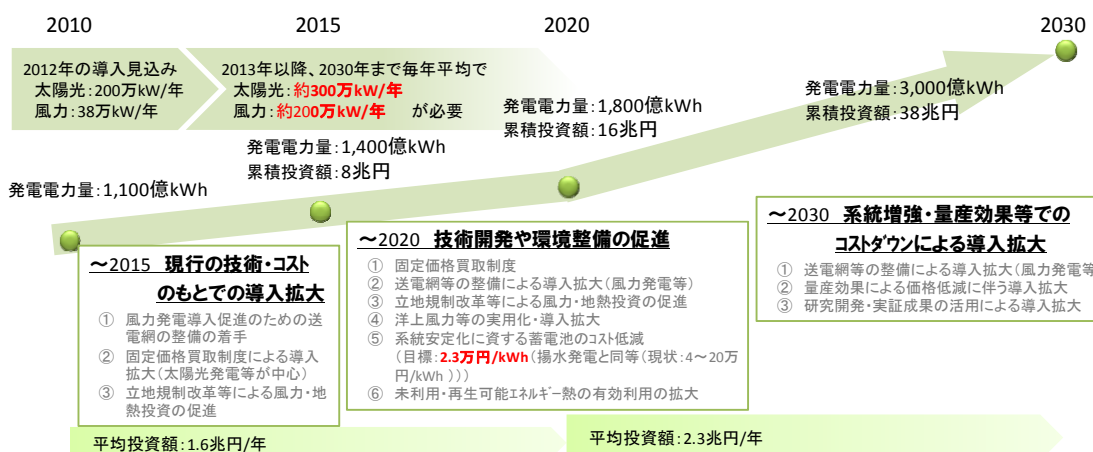 2010
2015
2020
2030
2012年の導入見込み
太陽光:200万kW/年
風力:38万kW/年
2013年以降、2030年まで毎年平均で
太陽光:約300万kW/年
風力:約200万kW/年 が必要
発電電力量:1,100億kWh
発電電力量:1,400億kWh
累積投資額:8兆円
発電電力量:1,800億kWh
累積投資額:16兆円
発電電力量:3,000億kWh
累積投資額:38兆円
~2015 現行の技術・コスト
のもとでの導入拡大
① 風力発電導入促進のための送
電網の整備の着手
② 固定価格買取制度による導入
拡大(太陽光発電等が中心)
③ 立地規制改革等による風力・地
熱投資の促進
~2020 技術開発や環境整備の促進
① 固定価格買取制度
② 送電網等の整備による導入拡大(風力発電等)
③ 立地規制改革等による風力・地熱投資の促進
④ 洋上風力等の実用化・導入拡大
⑤ 系統安定化に資する蓄電池のコスト低減
(目標:2.3万円/kWh(揚水発電と同等(現状:4~20万
円/kWh )))
⑥ 未利用・再生可能エネルギー熱の有効利用の拡大
~2030 系統増強・量産効果等での
コストダウンによる導入拡大
① 送電網等の整備による導入拡大(風力発電等
② 量産効果による価格低減に伴う導入拡大
③ 研究開発・実証成果の活用による導入拡大
平均投資額:1.6兆円/年
平均投資額:2.3兆円/年